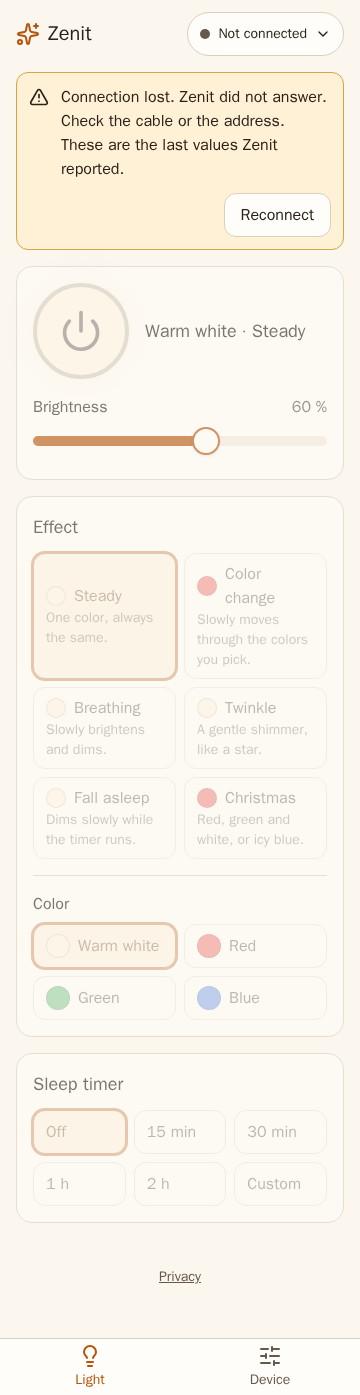 Zenit
Not connected
Connection lost. Zenit did not answer.
Check the cable or the address.
These are the last values Zenit
reported.
Reconnect
Warm white · Steady
Brightness
60 %
Effect
Steady
One color, always
the same.
Color
change
Slowly moves
through the colors
you pick.
Breathing
Slowly brightens
and dims.
Twinkle
A gentle shimmer,
like a star.
Fall asleep
Dims slowly while
the timer runs.
Christmas
Red, green and
white, or icy blue.
Color
Warm white
Red
Green
Blue
Sleep timer
Off
15 min
30 min
1 h
2 h
Custom
Privacy
Light
Device